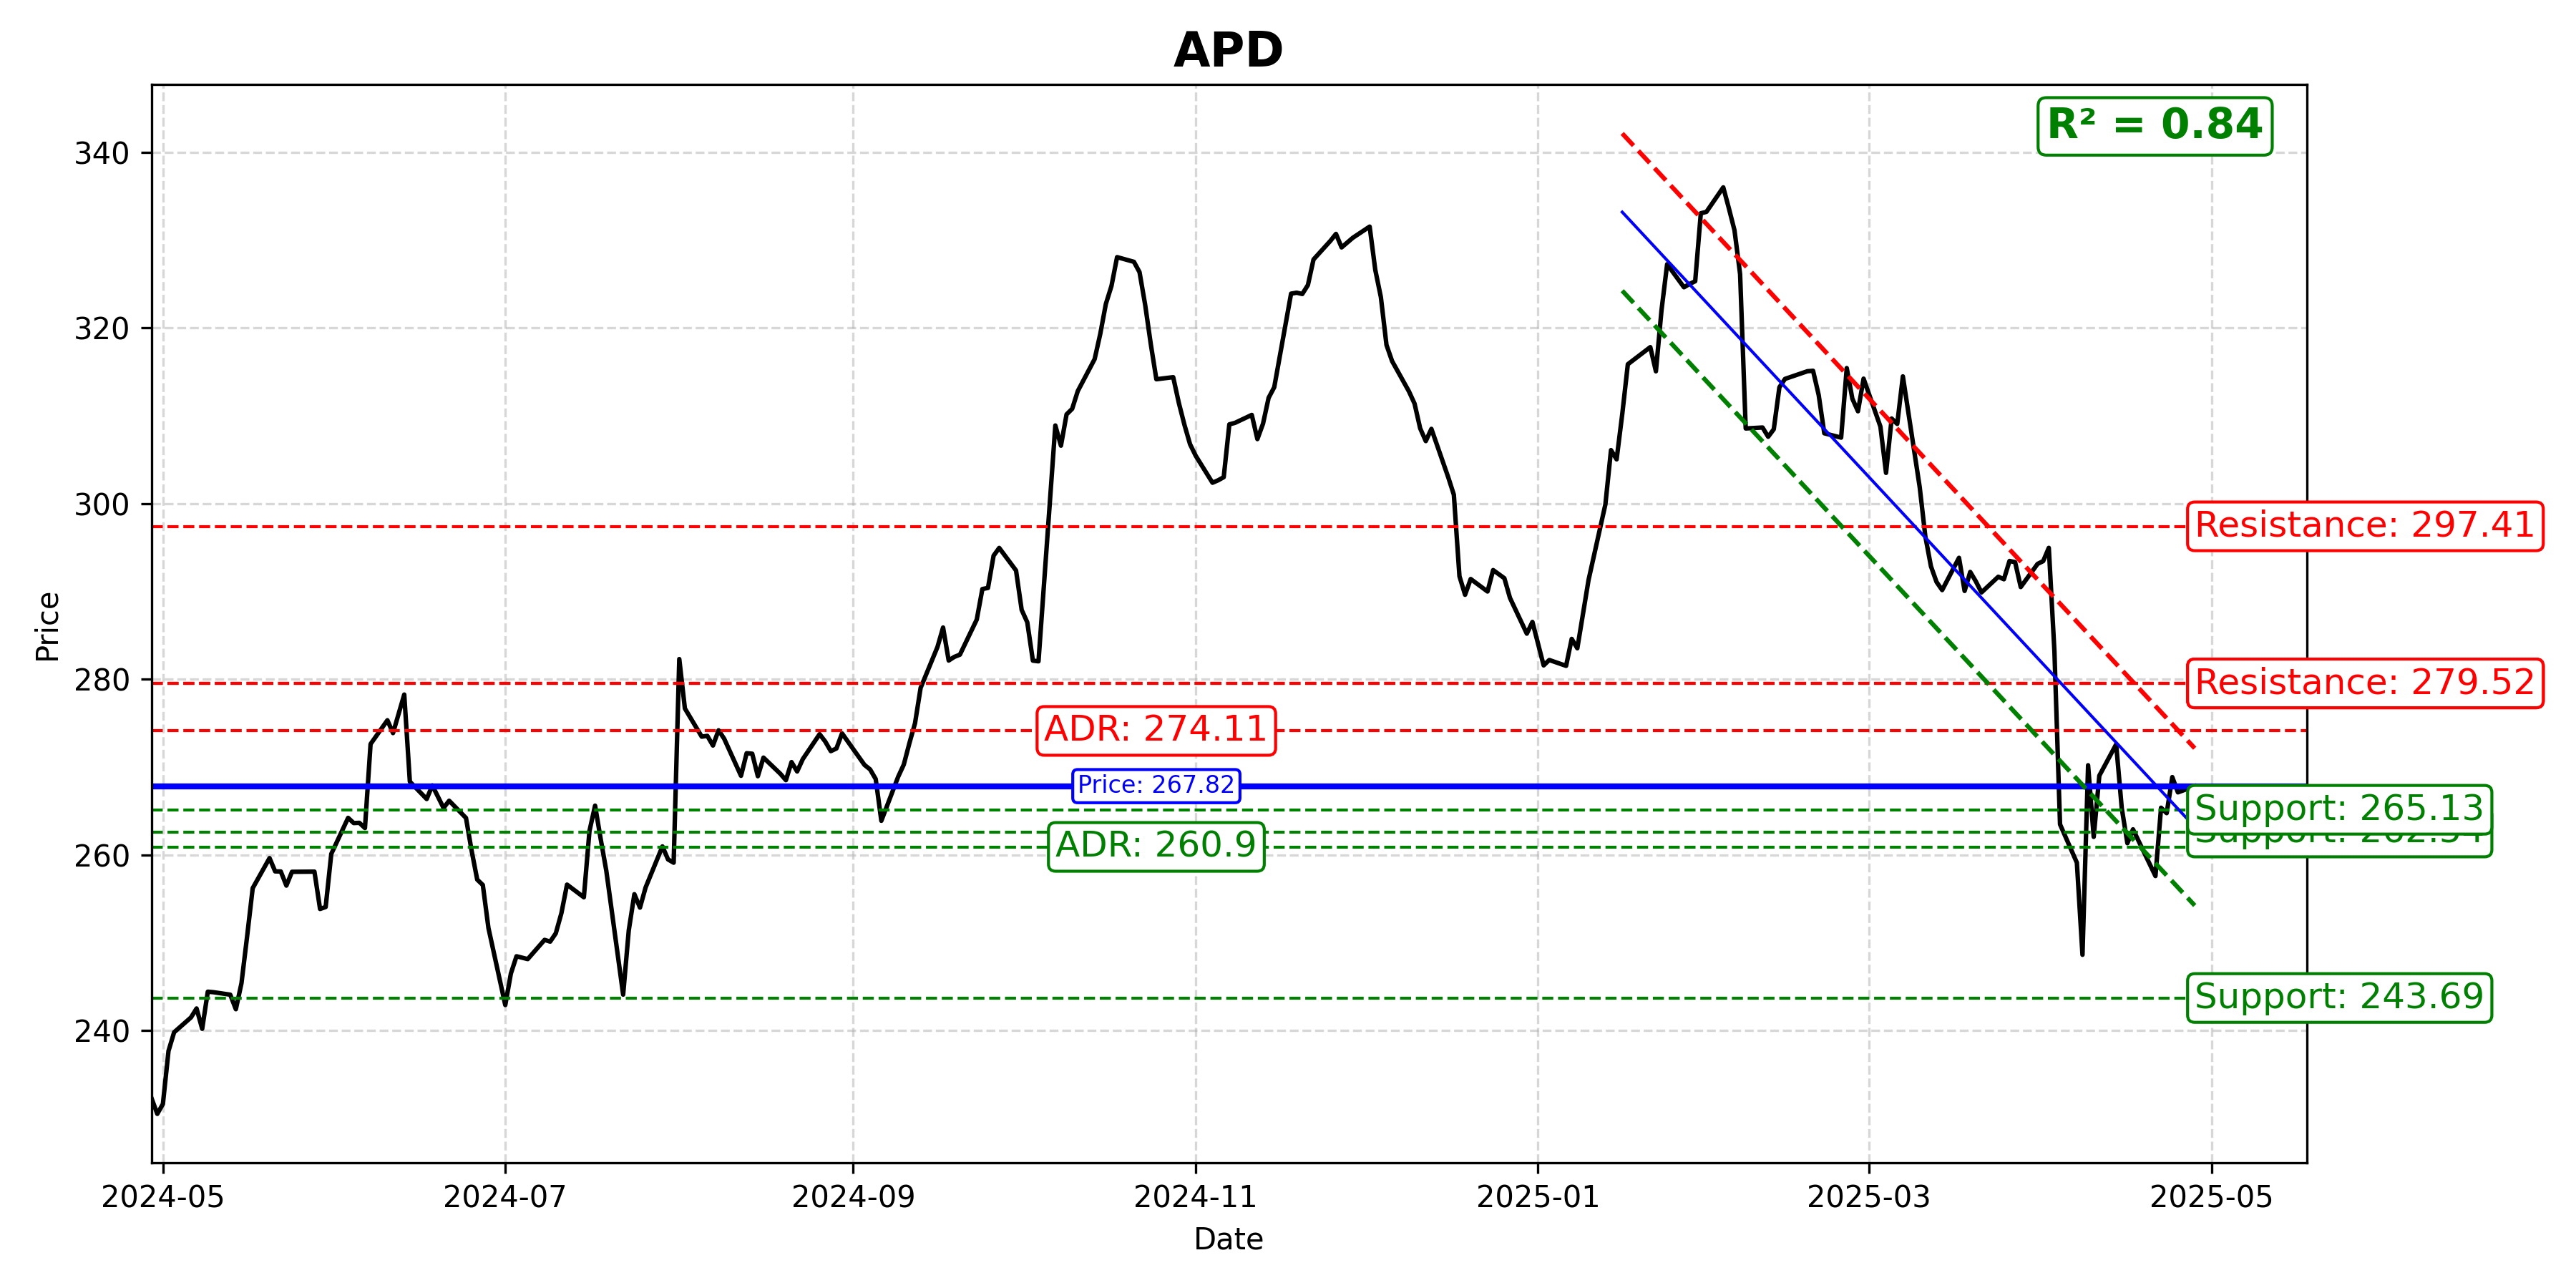 APD
R² = 0.84
340
320
300
280
260
240
Price
Resistance: 297.41
Resistance: 279.52
ADR: 274.11
Price: 267.82
Support: 265.13
ADR: 260.9
Support: 243.69
2024-05
2024-07
2024-09
2024-11
2025-01
2025-03
2025-05
Date